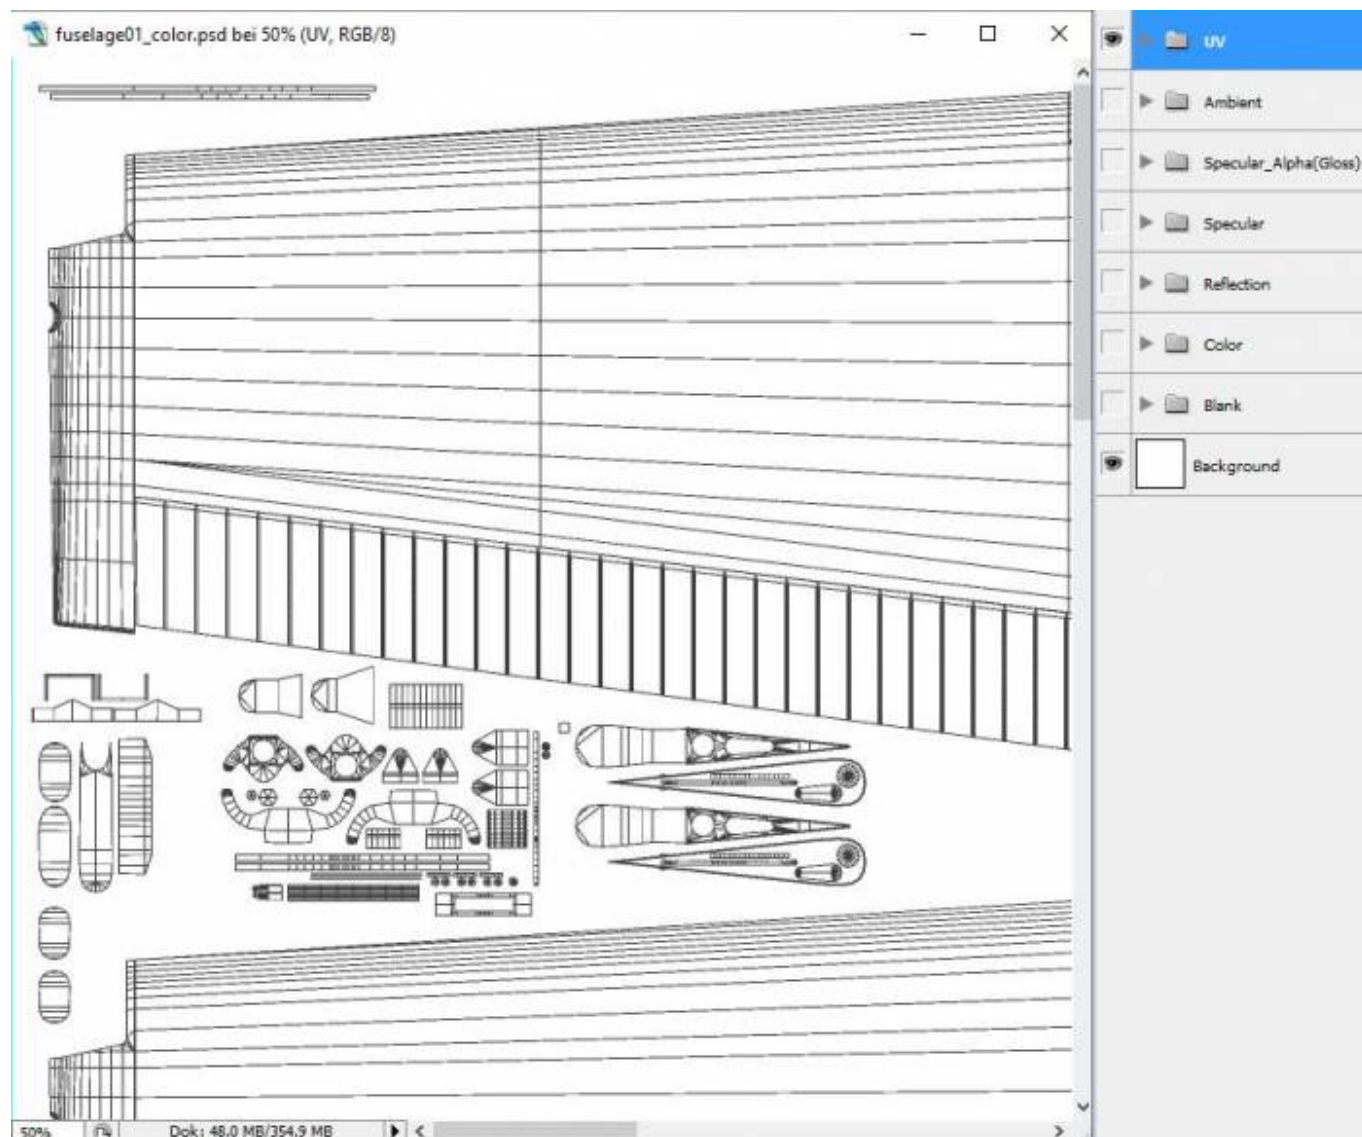 fuselage01_color.psd bei 50% (UV, RGB/8)
UV
Ambient
Specular_Alpha(Gloss)
Specular
Reflection
Color
Blank
Background
50%
Dok: 48.0 MB/354.9 MB